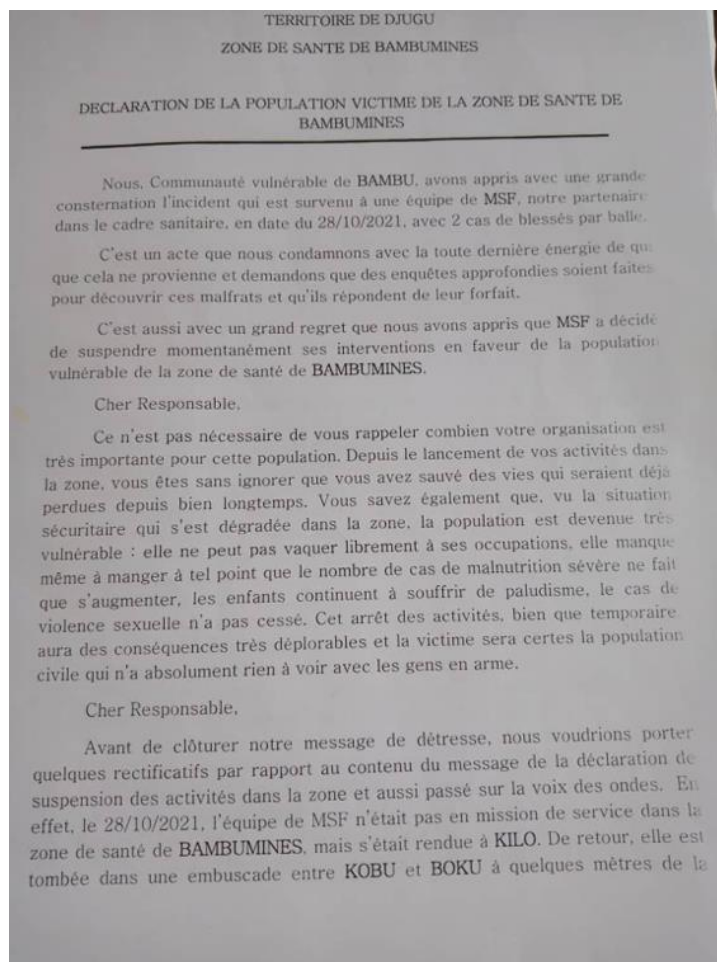 TERRITOIRE DE DJUGU
ZONE DE SANTE DE BAMBUMINES
DECLARATION DE LA POPULATION VICTIME DE LA ZONE DE SANTE DE
BAMBUMINES
Nous, Communauté vulnérable de BAMBU, avons appris avec une grande
consternation l'incident qui est survenu à une équipe de MSF, notre partenaire
dans le cadre sanitaire, en date du 28/10/2021, avec 2 cas de blessés par balle.
C'est un acte que nous condamnons avec la toute dernière énergie de qui
que cela ne provienne et demandons que des enquêtes approfondies soient faites
pour découvrir ces malfrats et qu'ils répondent de leur forfait.
C'est aussi avec un grand regret que nous avons appris que MSF a décidé
de suspendre momentanément ses interventions en faveur de la population
vulnérable de la zone de santé de BAMBUMINES.
Cher Responsable,
Ce n'est pas nécessaire de vous rappeler combien votre organisation est
très importante pour cette population. Depuis le lancement de vos activités dans
la zone, vous êtes sans ignorer que vous avez sauvé des vies qui seraient déjà
perdues depuis bien longtemps. Vous savez également que, vu la situation
sécuritaire qui s'est dégradée dans la zone, la population est devenue très
vulnérable : elle ne peut pas vaquer librement à ses occupations, elle manque
même à manger à tel point que le nombre de cas de malnutrition sévère ne fait
que s'augmenter, les enfants continuent à souffrir de paludisme, le cas de
violence sexuelle n'a pas cessé. Cet arrêt des activités, bien que temporaire
aura des conséquences très déplorables et la victime sera certes la population
civile qui n'a absolument rien à voir avec les gens en arme.
Cher Responsable,
Avant de clôturer notre message de détresse, nous voudrions porter
quelques rectificatifs par rapport au contenu du message de la déclaration de
suspension des activités dans la zone et aussi passé sur la voix des ondes. En
effet, le 28/10/2021, l'équipe de MSF n'était pas en mission de service dans la
zone de santé de BAMBUMINES, mais s'était rendue à KILO. De retour, elle est
tombée dans une embuscade entre KOBU et BOKU à quelques mètres de la